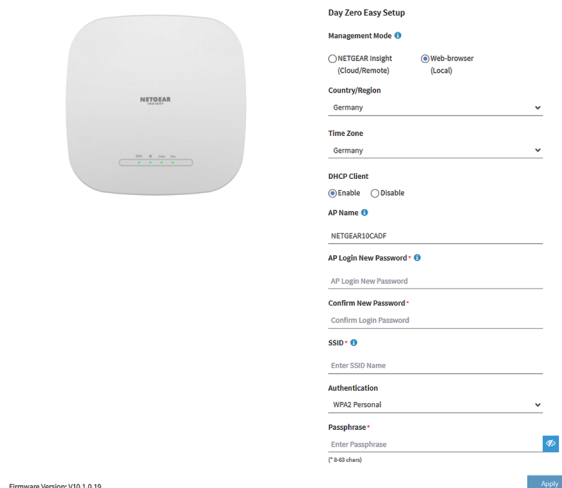 Day Zero Easy Setup
Management Mode
NETGEAR Insight
(Cloud/Remote)
Web-browser
(Local)
Country/Region
Germany
Time Zone
Germany
DHCP Client
Enable
Disable
AP Name
NETGEAR10CADF
AP Login New Password*
AP Login New Password
Confirm New Password*
Confirm Login Password
SSID*
Enter SSID Name
Authentication
WPA2 Personal
Passphrase*
Enter Passphrase
(* 8-63 chars)
Apply
NETGEAR
Firmware Version: V10.1.0.19